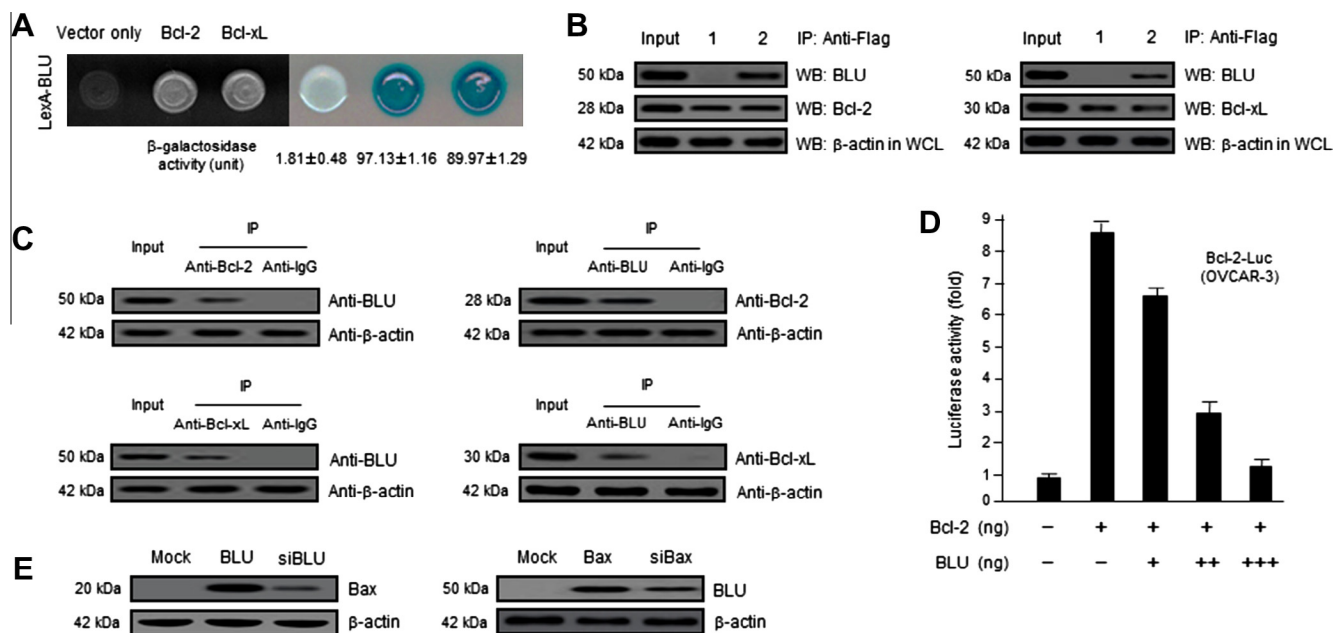 A
Vector only Bcl-2 Bcl-xL
LexA-BLU
β-galactosidase
activity (unit)
1.81±0.48 97.13±1.16 89.97±1.29
B
Input 1 2 IP: Anti-Flag
50 kDa WB: BLU
28 kDa WB: Bcl-2
42 kDa WB: β-actin in WCL
Input 1 2 IP: Anti-Flag
50 kDa WB: BLU
30 kDa WB: Bcl-xL
42 kDa WB: β-actin in WCL
C
IP
Input Anti-Bcl-2 Anti-IgG
50 kDa Anti-BLU
42 kDa Anti-β-actin
IP
Input Anti-BLU Anti-IgG
28 kDa Anti-Bcl-2
42 kDa Anti-β-actin
IP
Input Anti-Bcl-xL Anti-IgG
50 kDa Anti-BLU
42 kDa Anti-β-actin
IP
Input Anti-BLU Anti-IgG
30 kDa Anti-Bcl-xL
42 kDa Anti-β-actin
D
Luciferase activity (fold)
9
8
7
6
5
4
3
2
1
0
Bcl-2-Luc
(OVCAR-3)
Bcl-2 (ng) − + + + +
BLU (ng) − − + ++ +++
E
Mock BLU siBLU
20 kDa Bax
42 kDa β-actin
Mock Bax siBax
50 kDa BLU
42 kDa β-actin